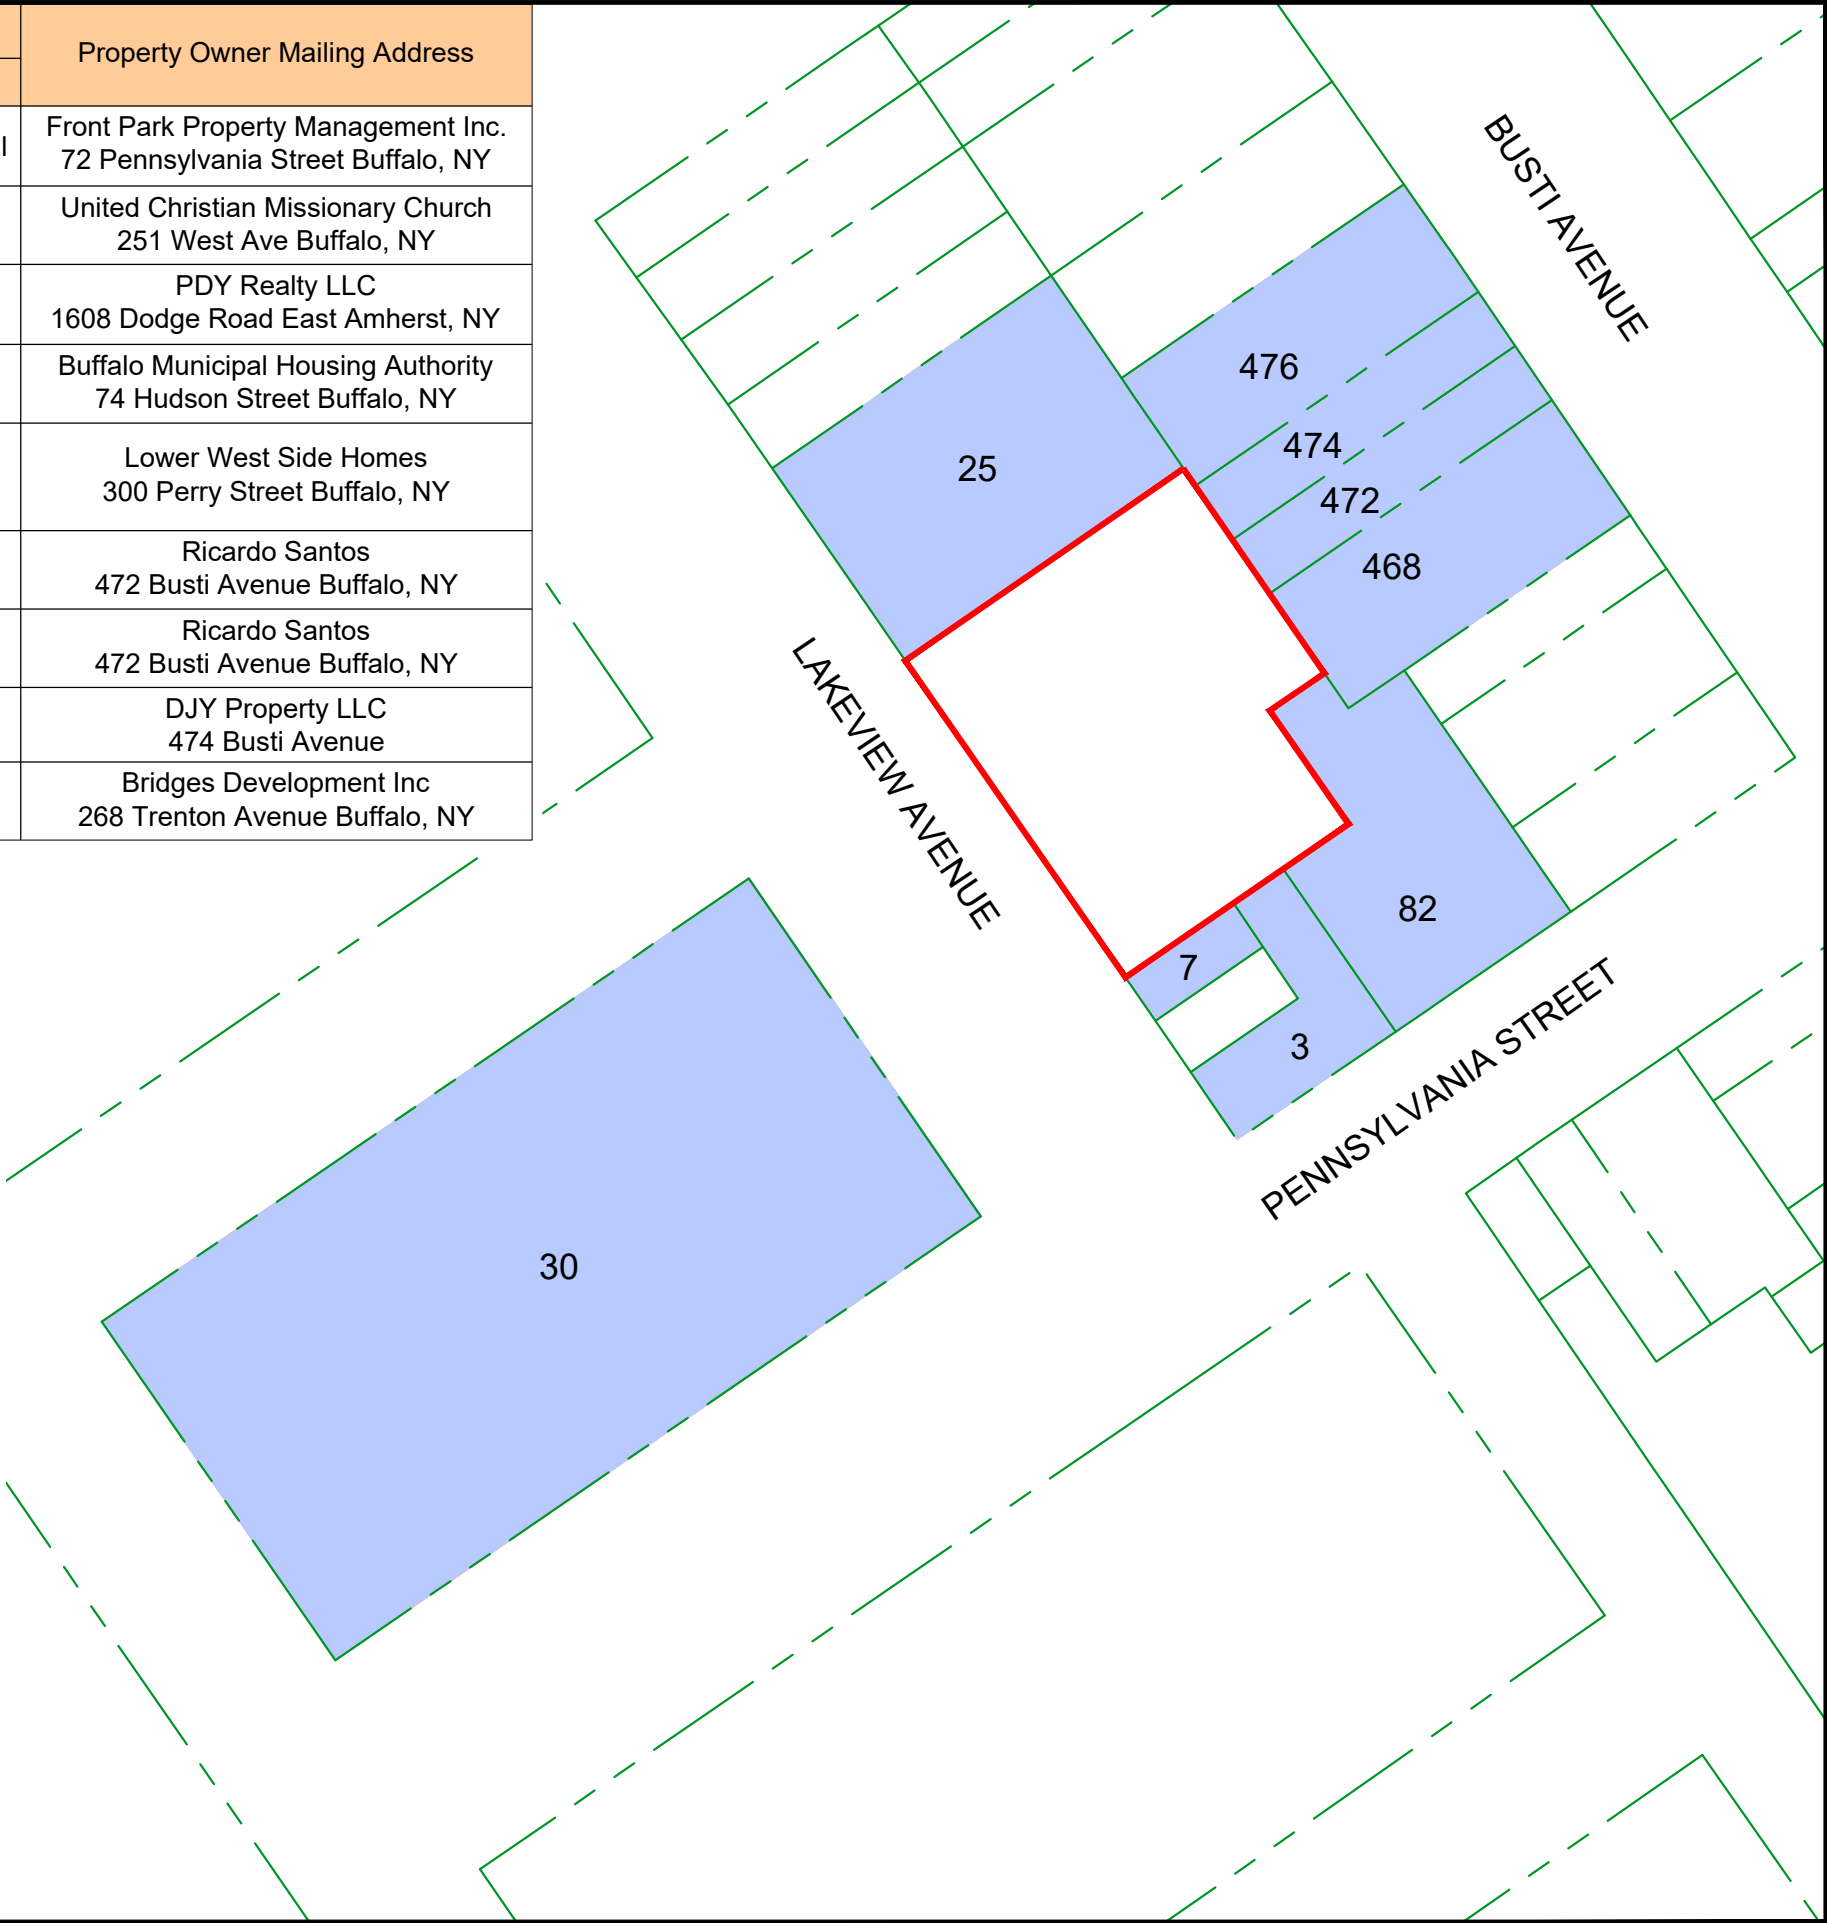 Property Owner Mailing Address
l
Front Park Property Management Inc.
72 Pennsylvania Street Buffalo, NY
United Christian Missionary Church
251 West Ave Buffalo, NY
PDY Realty LLC
1608 Dodge Road East Amherst, NY
Buffalo Municipal Housing Authority
74 Hudson Street Buffalo, NY
Lower West Side Homes
300 Perry Street Buffalo, NY
Ricardo Santos
472 Busti Avenue Buffalo, NY
Ricardo Santos
472 Busti Avenue Buffalo, NY
DJY Property LLC
474 Busti Avenue
Bridges Development Inc
268 Trenton Avenue Buffalo, NY
BUSTI AVENUE
476
474
25
472
468
LAKEVIEW AVENUE
82
7
3
PENNSYLVANIA STREET
30